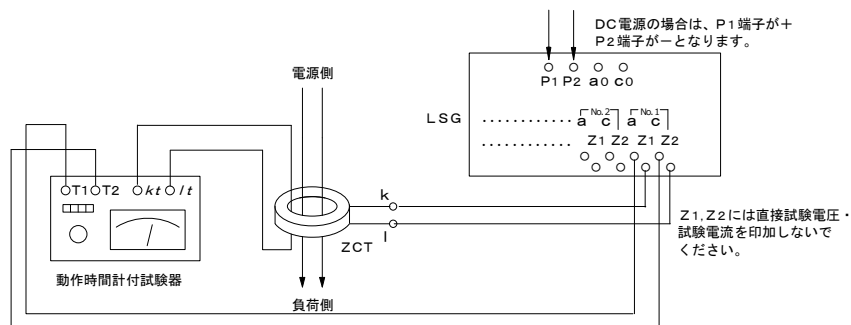 DC電源の場合は、P1端子が＋
P2端子がーとなります。
P1 P2 a0 c0
電源側
LSG
No.2 No.1
............ a c a c
............ Z1 Z2 Z1 Z2
T1 T2 kt lt
k
l
ZCT
Z1,Z2には直接試験電圧・
試験電流を印加しないで
ください。
動作時間計付試験器
負荷側